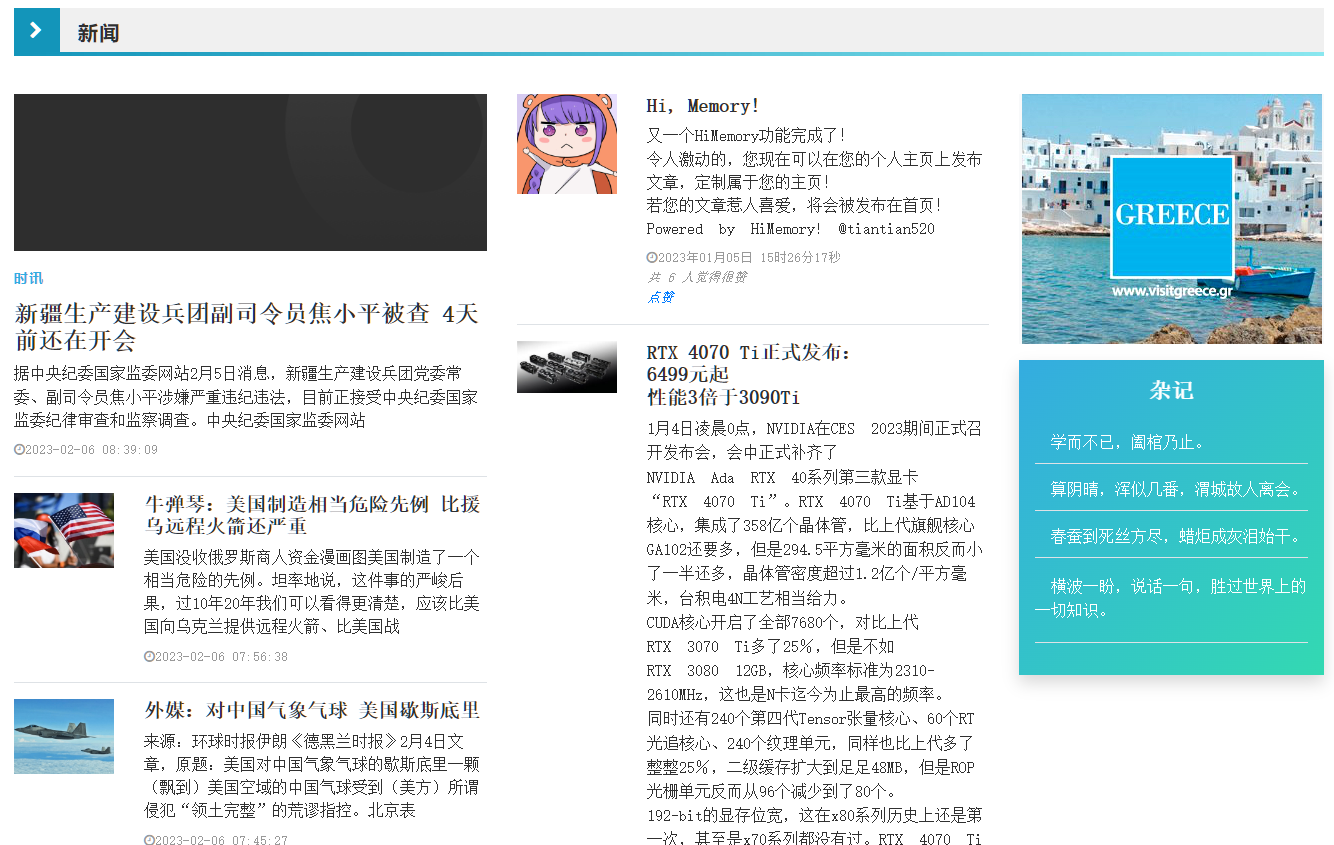 新闻
时讯
新疆生产建设兵团副司令员焦小平被查 4天
前还在开会
据中央纪委国家监委网站2月5日消息，新疆生产建设兵团党委常
委、副司令员焦小平涉嫌严重违纪违法，目前正接受中央纪委国家
监委纪律审查和监察调查。中央纪委国家监委网站
2023-02-06 08:39:09
牛弹琴：美国制造相当危险先例 比援
乌远程火箭还严重
美国没收俄罗斯商人资金漫画图美国制造了一个
相当危险的先例。坦率地说，这件事的严峻后
果，过10年20年我们可以看得更清楚，应该比美
国向乌克兰提供远程火箭、比美国战
2023-02-06 07:56:38
外媒：对中国气象气球 美国歇斯底里
来源：环球时报伊朗《德黑兰时报》2月4日文
章，原题：美国对中国气象气球的歇斯底里一颗
（飘到）美国空域的中国气球受到（美方）所谓
侵犯“领土完整”的荒谬指控。北京表
2023-02-06 07:45:27
Hi, Memory!
又一个HiMemory功能完成了！
令人激动的，您现在可以在您的个人主页上发布
文章，定制属于您的主页！
若您的文章惹人喜爱，将会被发布在首页！
Powered by HiMemory! @tiantian520
2023年01月05日 15时26分17秒
共 6 人觉得很赞
点赞
RTX 4070 Ti正式发布：
6499元起
性能3倍于3090Ti
1月4日凌晨0点，NVIDIA在CES 2023期间正式召
开发布会，会中正式补齐了
NVIDIA Ada RTX 40系列第三款显卡
“RTX 4070 Ti”。RTX 4070 Ti基于AD104
核心，集成了358亿个晶体管，比上代旗舰核心
GA102还要多，但是294.5平方毫米的面积反而小
了一半还多，晶体管密度超过1.2亿个/平方毫
米，台积电4N工艺相当给力。
CUDA核心开启了全部7680个，对比上代
RTX 3070 Ti多了25%，但是不如
RTX 3080 12GB，核心频率标准为2310-
2610MHz，这也是N卡迄今为止最高的频率。
同时还有240个第四代Tensor张量核心、60个RT
光追核心、240个纹理单元，同样也比上代多了
整整25%，二级缓存扩大到足足48MB，但是ROP
光栅单元反而从96个减少到了80个。
192-bit的显存位宽，这在x80系列历史上还是第
一次，甚至是x70系列都没有过。RTX 4070 Ti
GREECE
www.visitgreece.gr
杂记
学而不已，阖棺乃止。
算阴晴，浑似几番，渭城故人离会。
春蚕到死丝方尽，蜡炬成灰泪始干。
横波一盼，说话一句，胜过世界上的
一切知识。